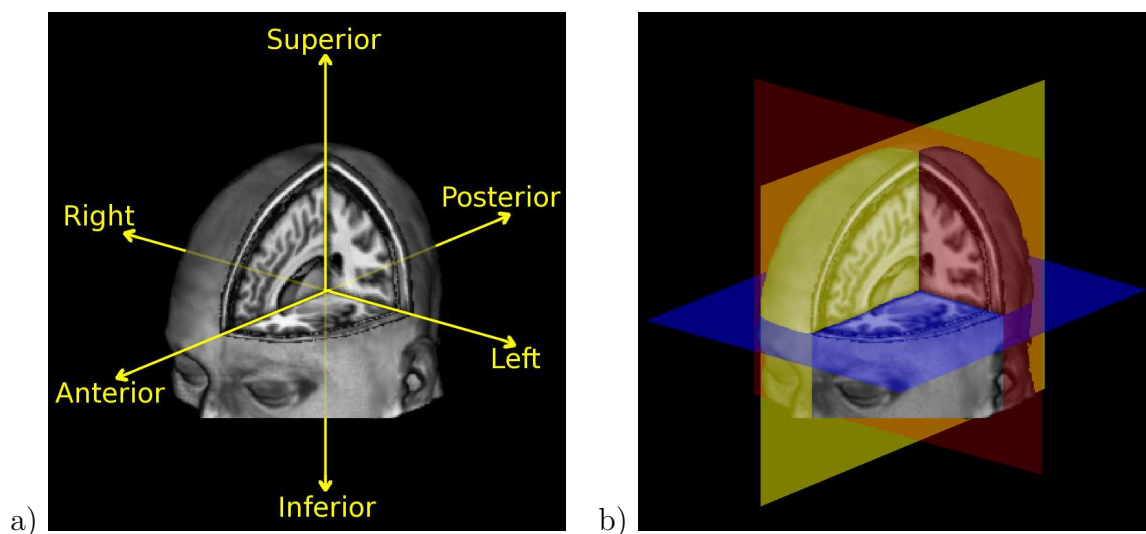 Superior
Posterior
Right
Left
Anterior
Inferior
a)
b)